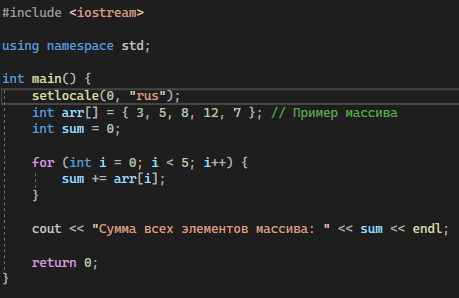 #include <iostream>
using namespace std;
int main() {
setlocale(0, "rus");
int arr[] = { 3, 5, 8, 12, 7 }; // Пример массива
int sum = 0;
for (int i = 0; i < 5; i++) {
sum += arr[i];
}
cout << "Сумма всех элементов массива: " << sum << endl;
return 0;
}